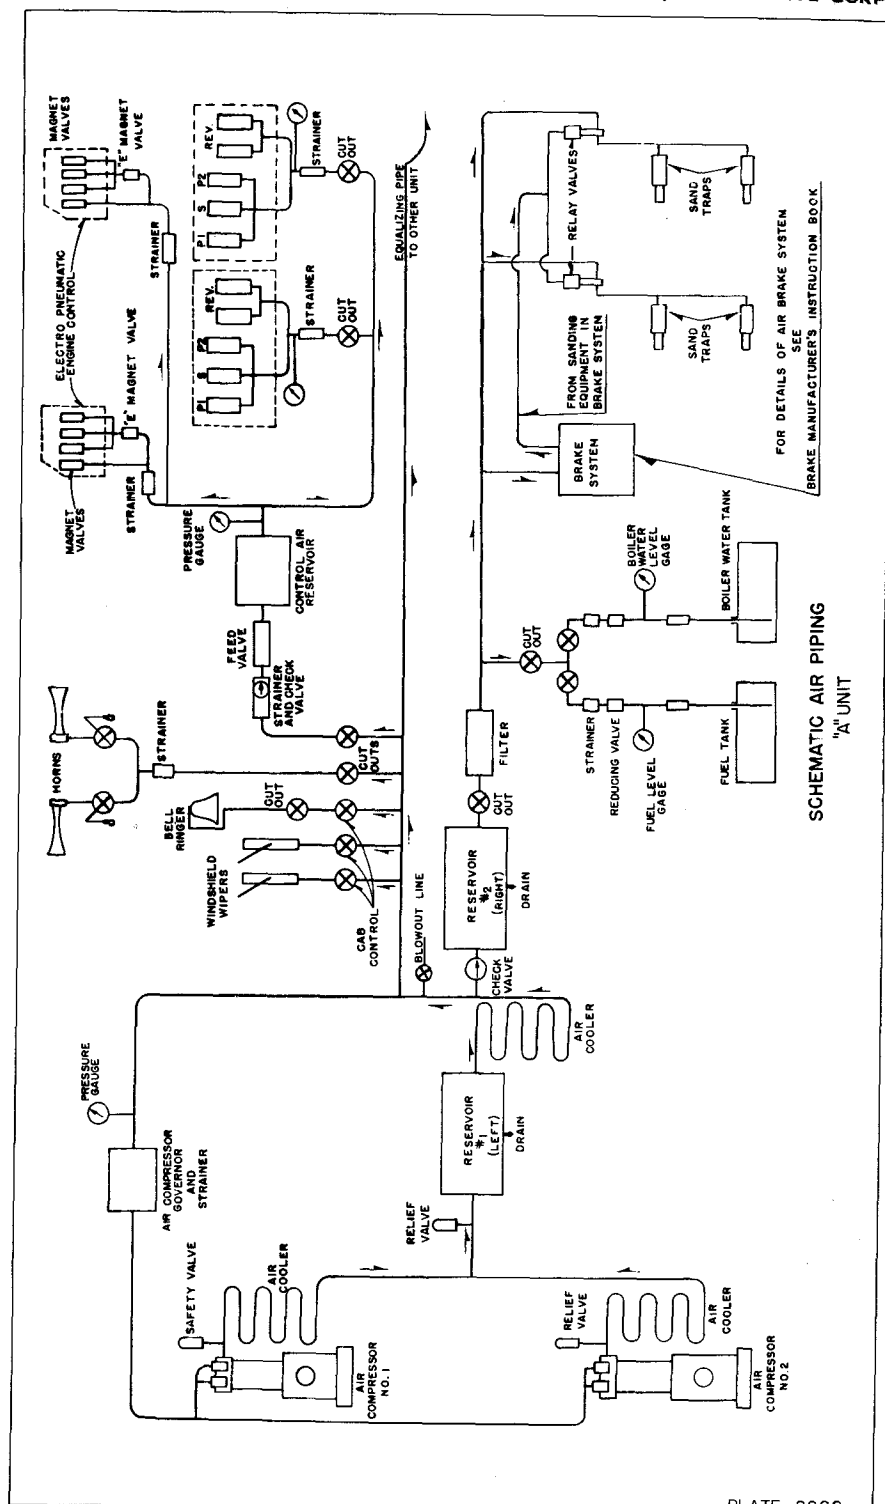 MAGNET
VALVES
"E" MAGNET
VALVE
STRAINER
ELECTRO PNEUMATIC
ENGINE CONTROL
"E" MAGNET VALVE
STRAINER
MAGNET
VALVES
REV.
P2
S
P1
STRAINER
CUT
OUT
REV.
P2
S
P1
STRAINER
CUT
OUT
PRESSURE
GAUGE
CONTROL AIR
RESERVOIR
FEED
VALVE
STRAINER
AND CHECK
VALVE
CUT
OUTS
HORNS
STRAINER
BELL
RINGER
CUT
OUT
WINDSHIELD
WIPERS
CAB
CONTROL
EQUALIZING PIPE
TO OTHER UNIT
BLOWOUT LINE
PRESSURE
GAUGE
AIR COMPRESSOR
GOVERNOR
AND
STRAINER
SAFETY VALVE
AIR
COOLER
AIR
COMPRESSOR
NO. 1
RELIEF
VALVE
AIR
COOLER
AIR
COMPRESSOR
NO. 2
RELIEF
VALVE
RESERVOIR
#1
(LEFT)
DRAIN
AIR
COOLER
CHECK
VALVE
RESERVOIR
#2
(RIGHT)
DRAIN
CUT
OUT
FILTER
CUT
OUT
STRAINER
REDUCING VALVE
FUEL LEVEL
GAGE
FUEL TANK
BOILER
WATER
LEVEL
GAGE
BOILER WATER TANK
BRAKE
SYSTEM
FROM SANDING
EQUIPMENT IN
BRAKE SYSTEM
RELAY VALVES
SAND
TRAPS
SAND
TRAPS
FOR DETAILS OF AIR BRAKE SYSTEM
SEE
BRAKE MANUFACTURER'S INSTRUCTION BOOK
SCHEMATIC AIR PIPING
"A" UNIT